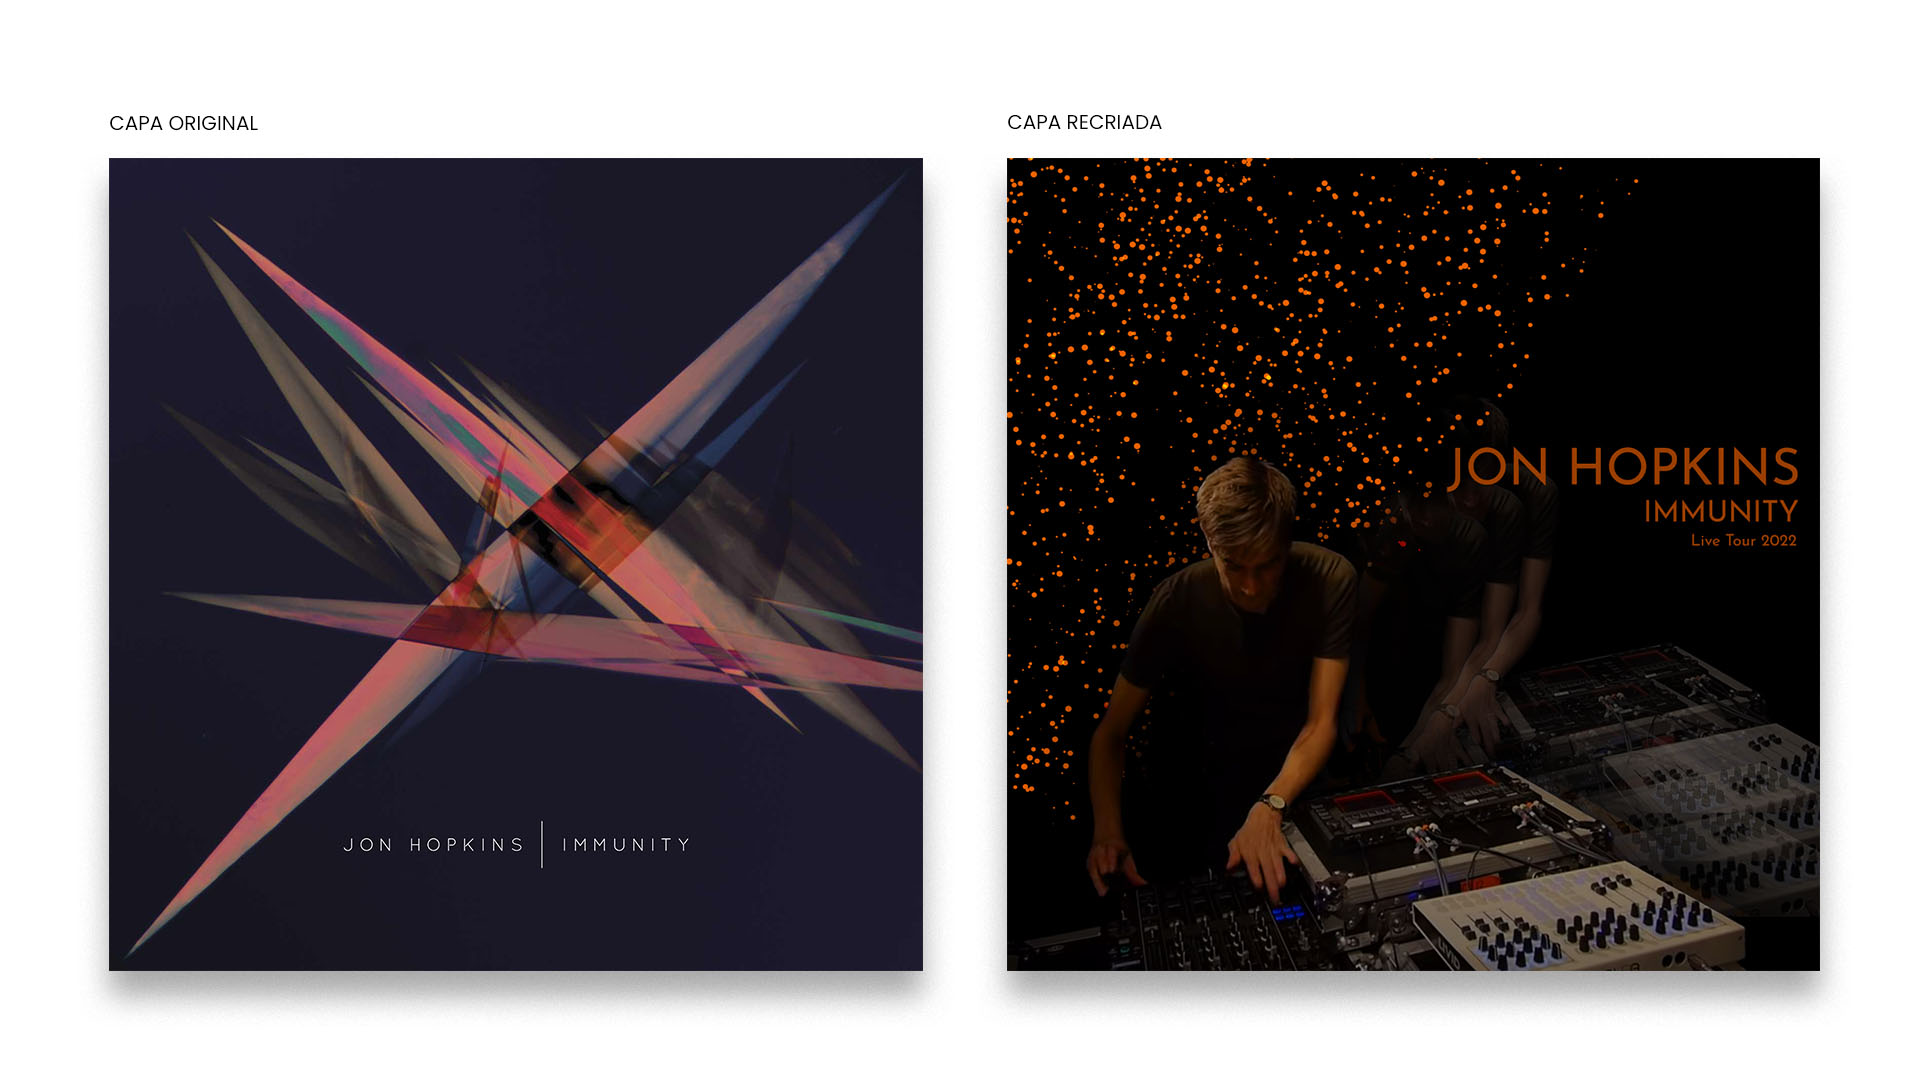 CAPA ORIGINAL
JON HOPKINS | IMMUNITY
CAPA RECRIADA
JON HOPKINS
IMMUNITY
Live Tour 2022